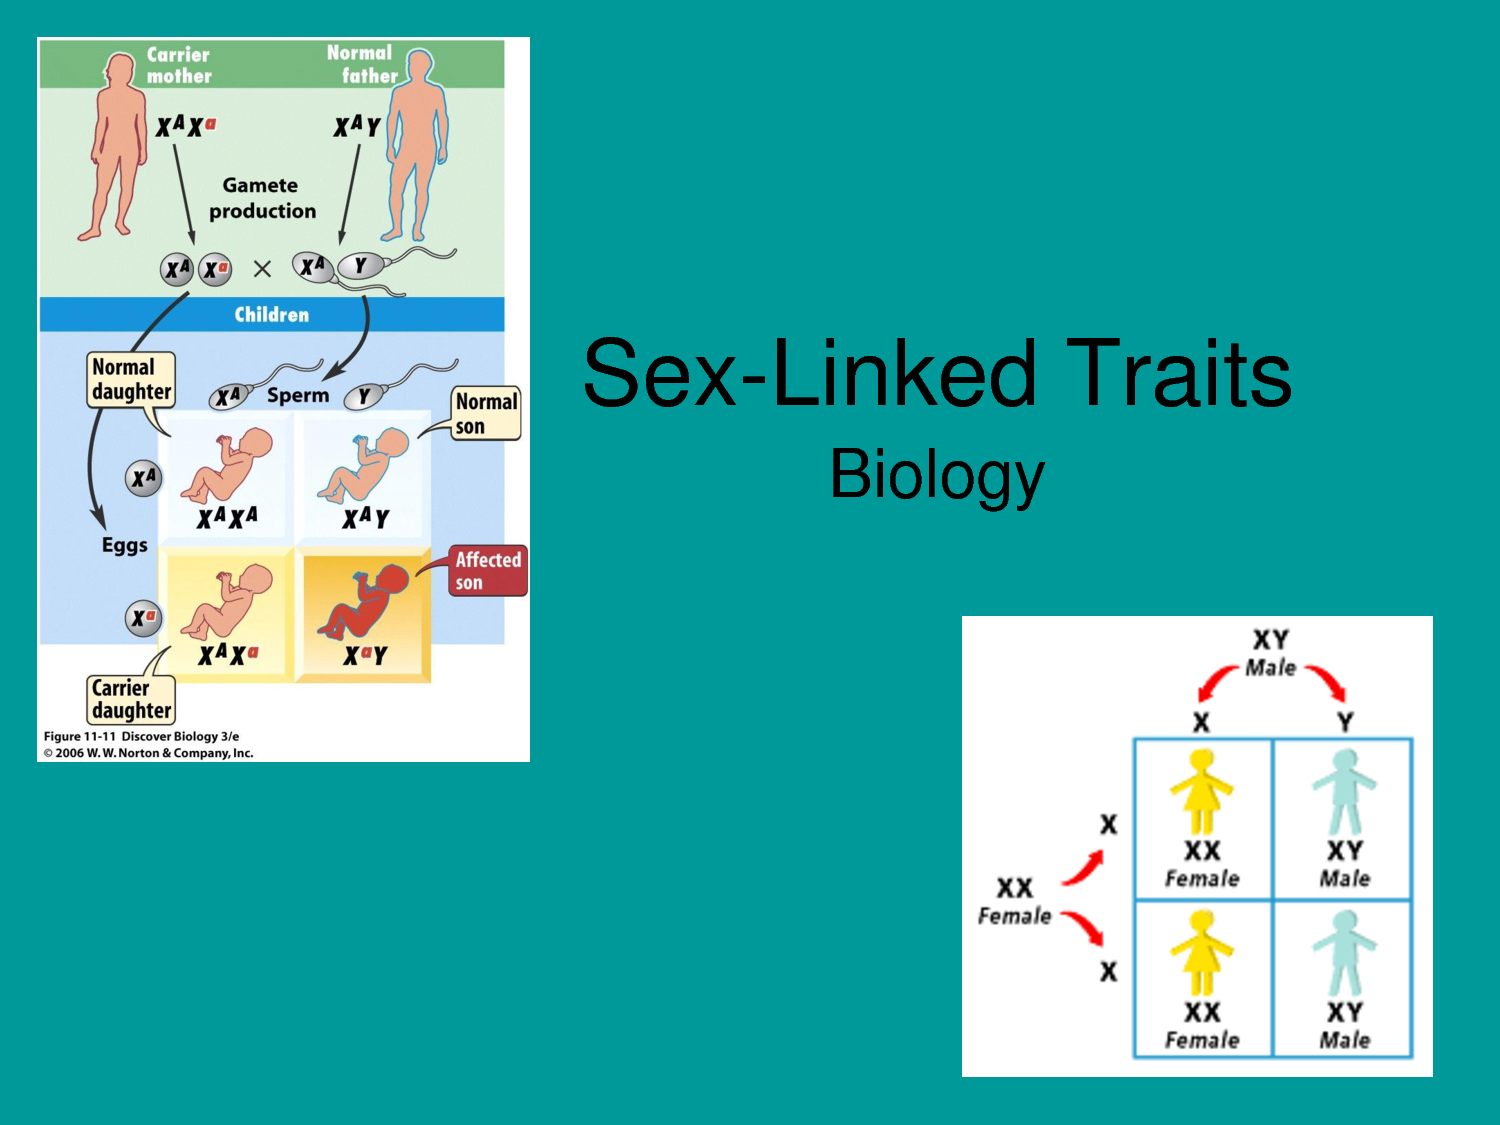 Carrier
mother
Normal
father
XᴬXᵃ
XᴬY
Gamete
production
Xᴬ Xᵃ × Xᴬ Y
Children
Normal
daughter
Xᴬ Sperm Y
Normal
son
Xᴬ
XᴬXᴬ XᴬY
Eggs
Affected
son
Xᵃ
XᴬXᵃ XᵃY
Carrier
daughter
Figure 11-11 Discover Biology 3/e
© 2006 W. W. Norton & Company, Inc.
Sex-Linked Traits
Biology
XY
Male
X Y
X
XX XY
Female Male
XX
Female
X
XX XY
Female Male